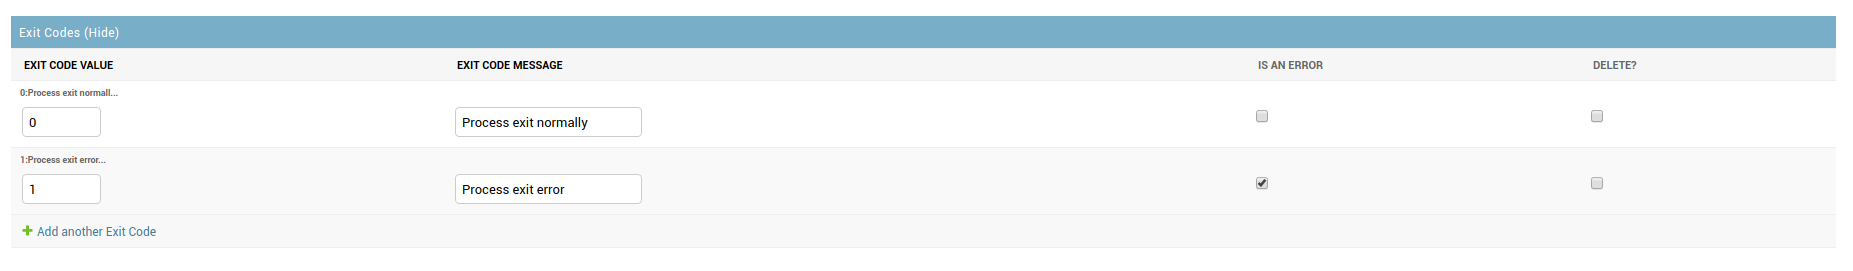 Exit Codes (Hide)
EXIT CODE VALUE EXIT CODE MESSAGE IS AN ERROR DELETE?
0:Process exit normall...
0 Process exit normally
1:Process exit error...
1 Process exit error
Add another Exit Code